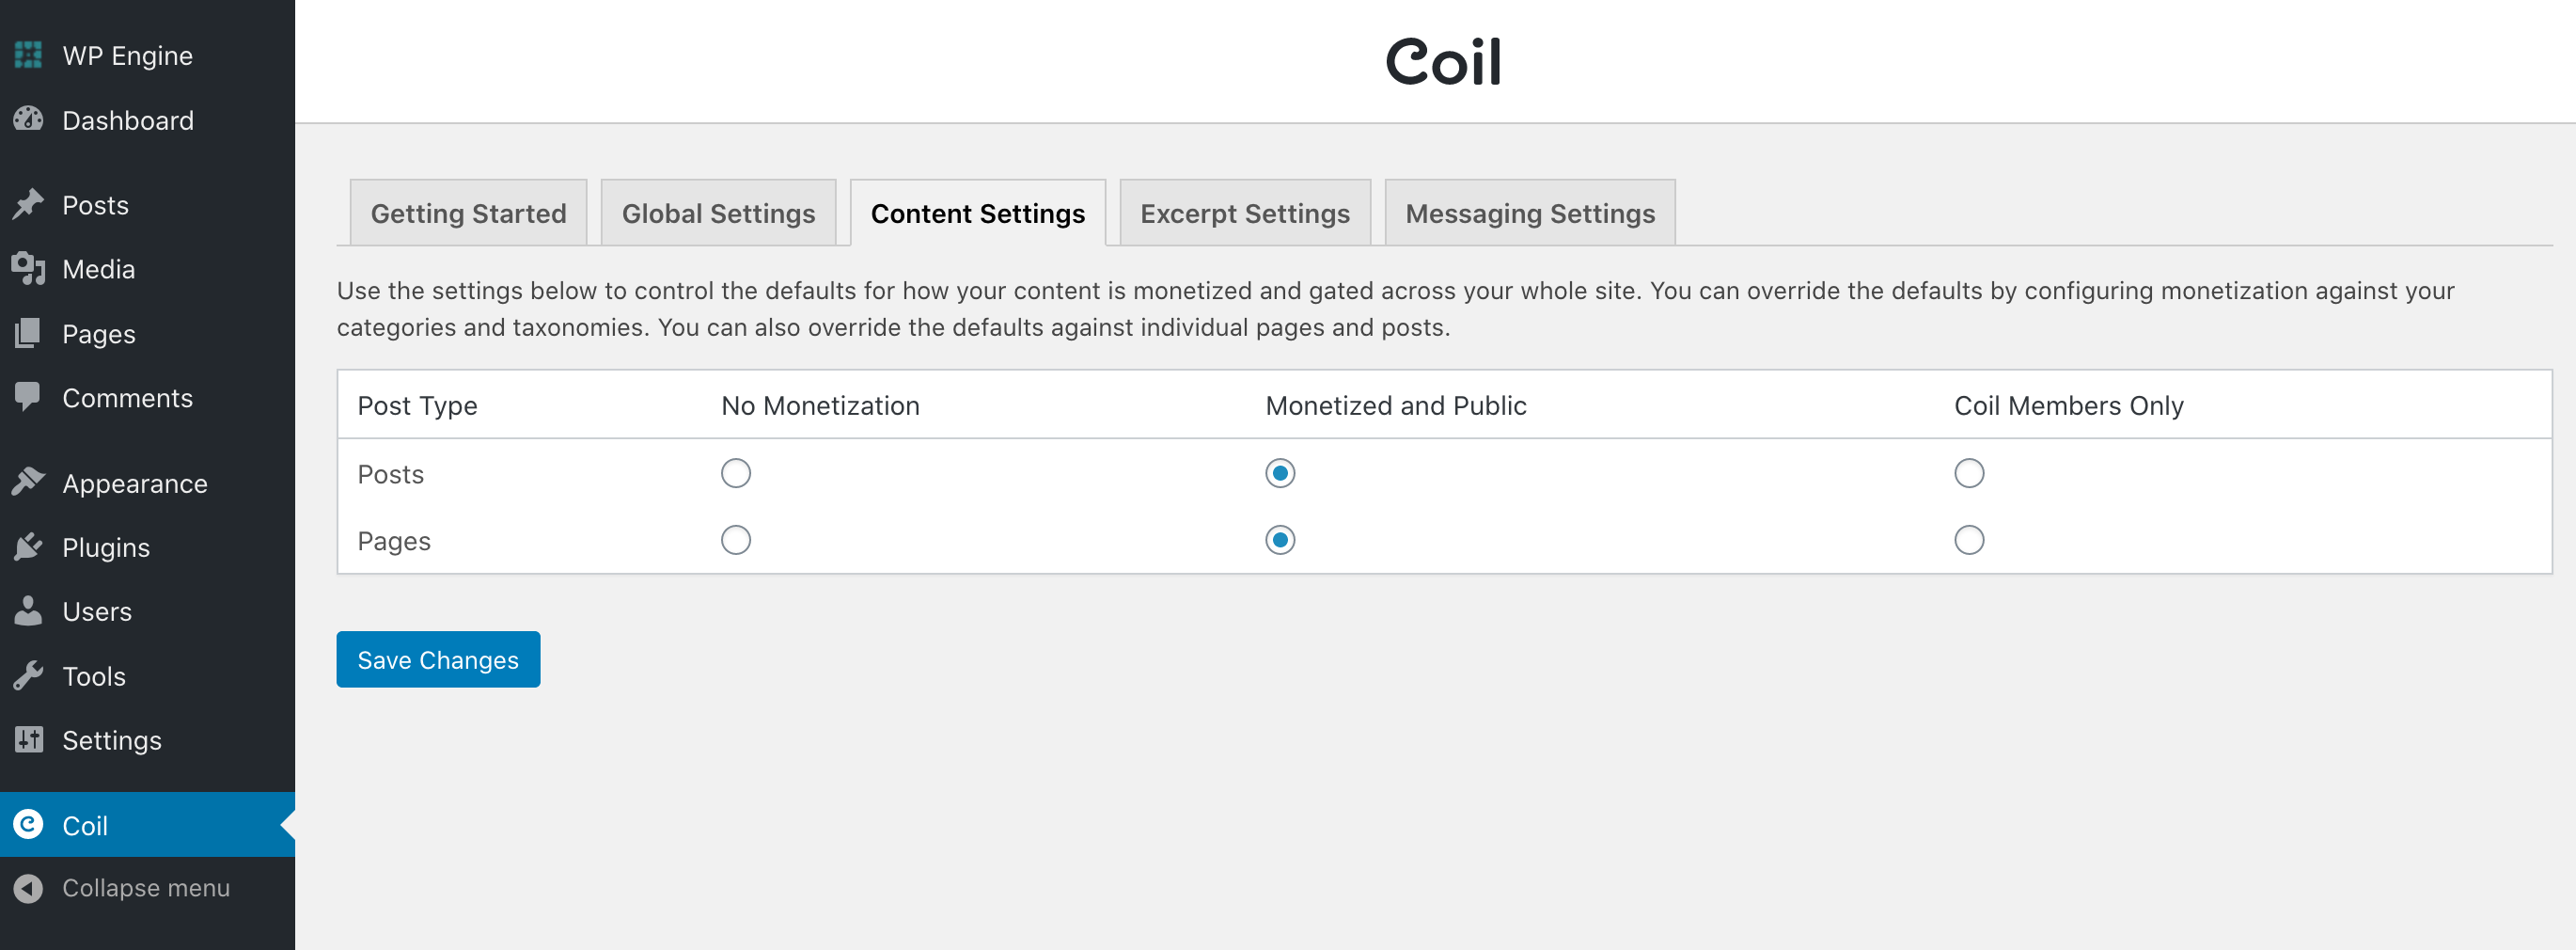 WP Engine
Dashboard
Posts
Media
Pages
Comments
Appearance
Plugins
Users
Tools
Settings
Coil
Collapse menu
Coil
Getting Started Global Settings Content Settings Excerpt Settings Messaging Settings
Use the settings below to control the defaults for how your content is monetized and gated across your whole site. You can override the defaults by configuring monetization against your
categories and taxonomies. You can also override the defaults against individual pages and posts.
Post Type No Monetization Monetized and Public Coil Members Only
Posts
Pages
Save Changes